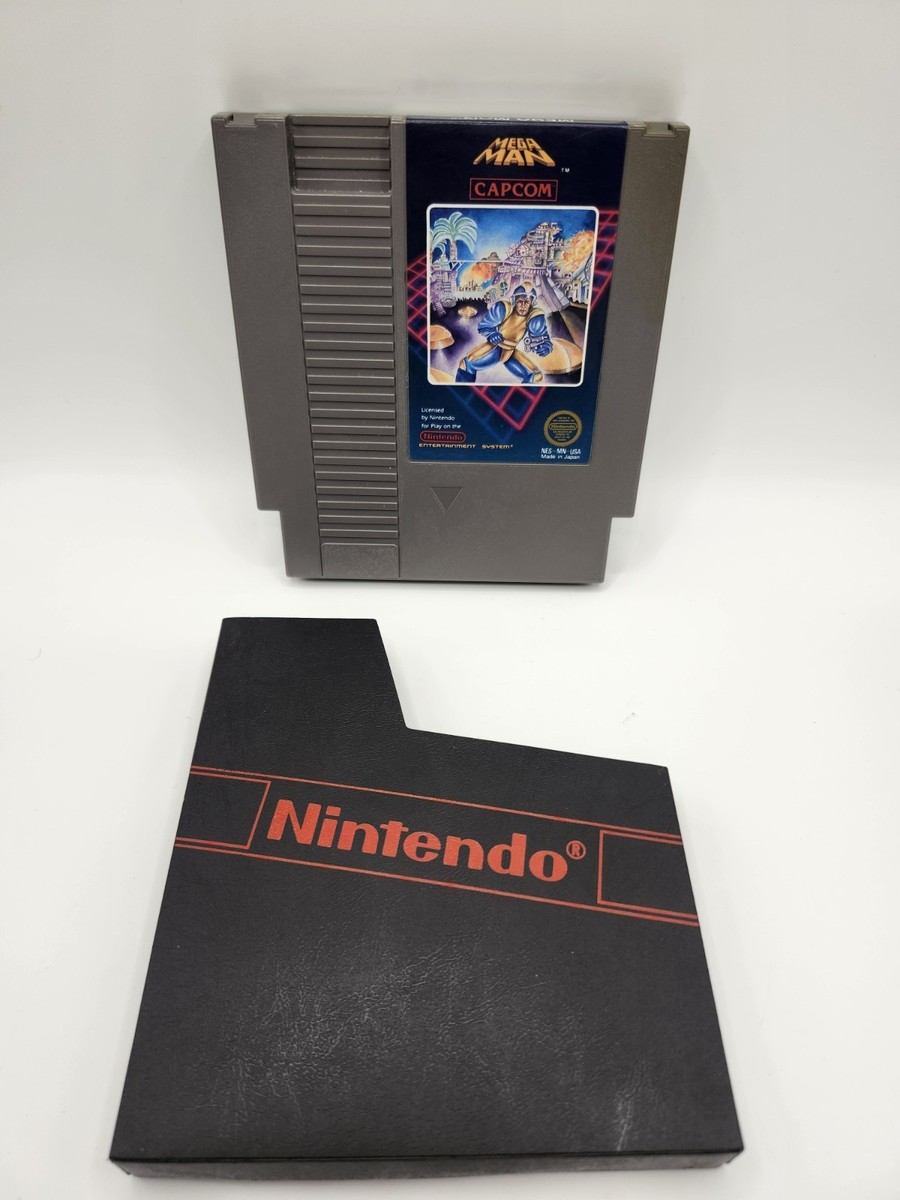 MEGA
MAN
TM
CAPCOM
Licensed
by Nintendo
for Play on the
Nintendo
ENTERTAINMENT SYSTEM
Nintendo
NES-MN-USA
Made in Japan
Nintendo®